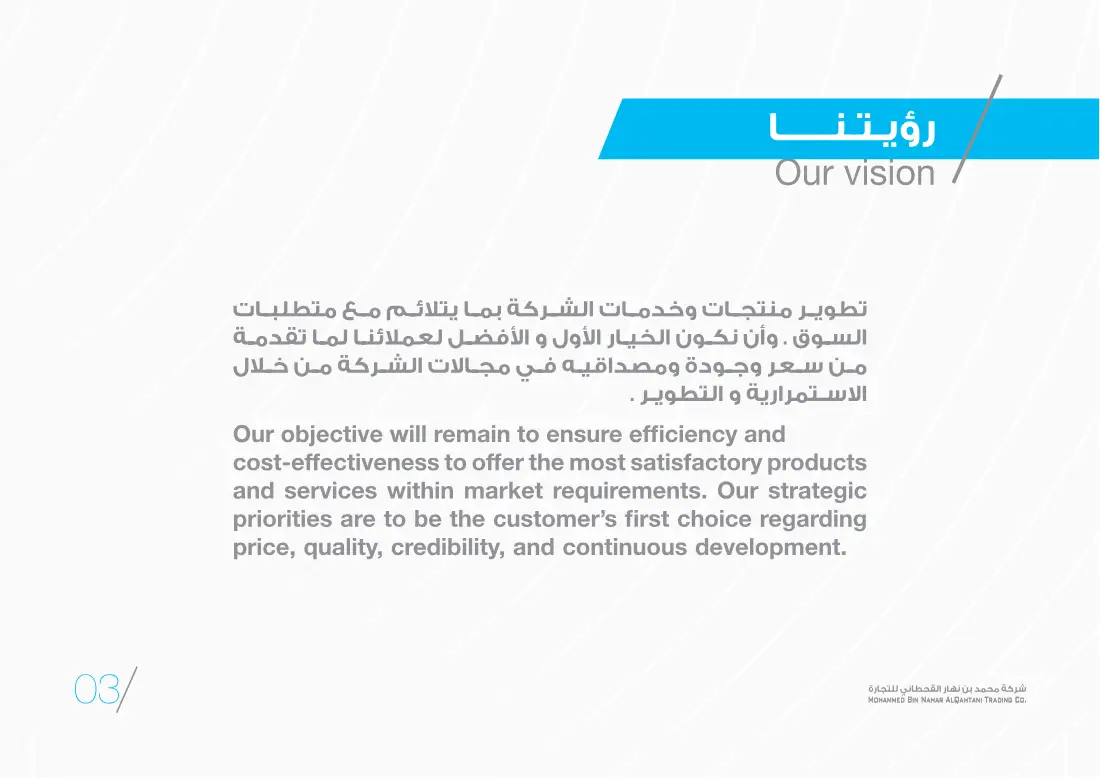 رؤيتنا
Our vision
تطوير منتجات وخدمات الشركة بما يتلائم مع متطلبات
السوق . وأن نكون الخيار الأول و الأفضل لعملائنا لما تقدمة
من سعر وجودة ومصداقيه في مجالات الشركة من خلال
الاستمرارية و التطوير .
Our objective will remain to ensure efficiency and
cost-effectiveness to offer the most satisfactory products
and services within market requirements. Our strategic
priorities are to be the customer’s first choice regarding
price, quality, credibility, and continuous development.
03
شركة محمد بن نهار القحطاني للتجارة
Mohammed Bin Nahar AlQahtani Trading Co.